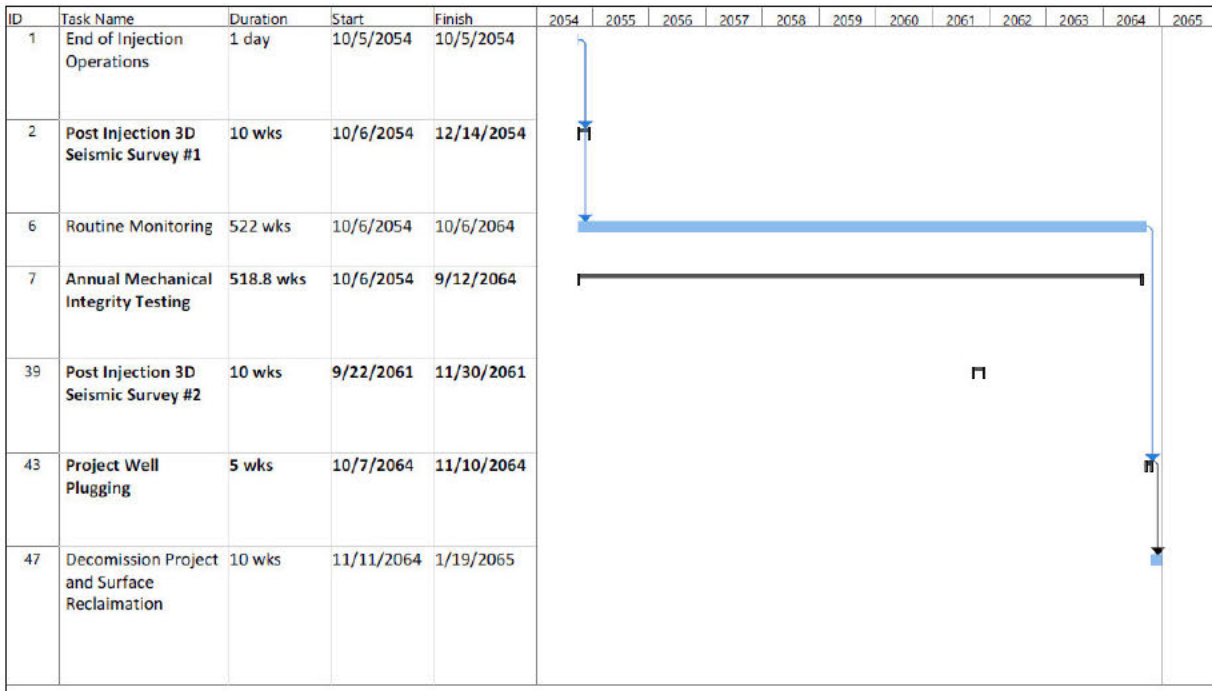 ID Task Name Duration Start Finish 2054 2055 2056 2057 2058 2059 2060 2061 2062 2063 2064 2065
1 End of Injection 1 day 10/5/2054 10/5/2054
Operations
2 Post Injection 3D 10 wks 10/6/2054 12/14/2054
Seismic Survey #1
6 Routine Monitoring 522 wks 10/6/2054 10/6/2064
7 Annual Mechanical 518.8 wks 10/6/2054 9/12/2064
Integrity Testing
39 Post Injection 3D 10 wks 9/22/2061 11/30/2061
Seismic Survey #2
43 Project Well 5 wks 10/7/2064 11/10/2064
Plugging
47 Decomission Project 10 wks 11/11/2064 1/19/2065
and Surface
Reclaimation